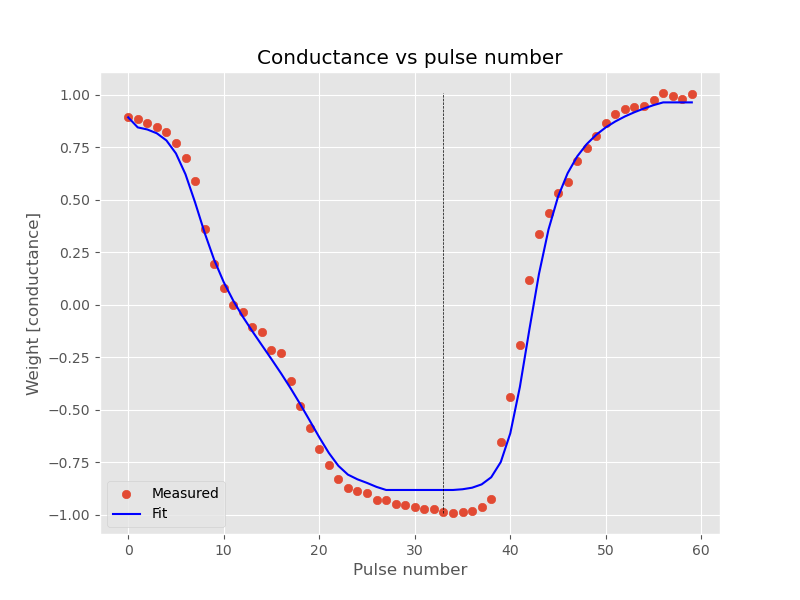 Conductance vs pulse number
Weight [conductance]
1.00
0.75
0.50
0.25
0.00
−0.25
−0.50
−0.75
−1.00
Measured
Fit
0 10 20 30 40 50 60
Pulse number